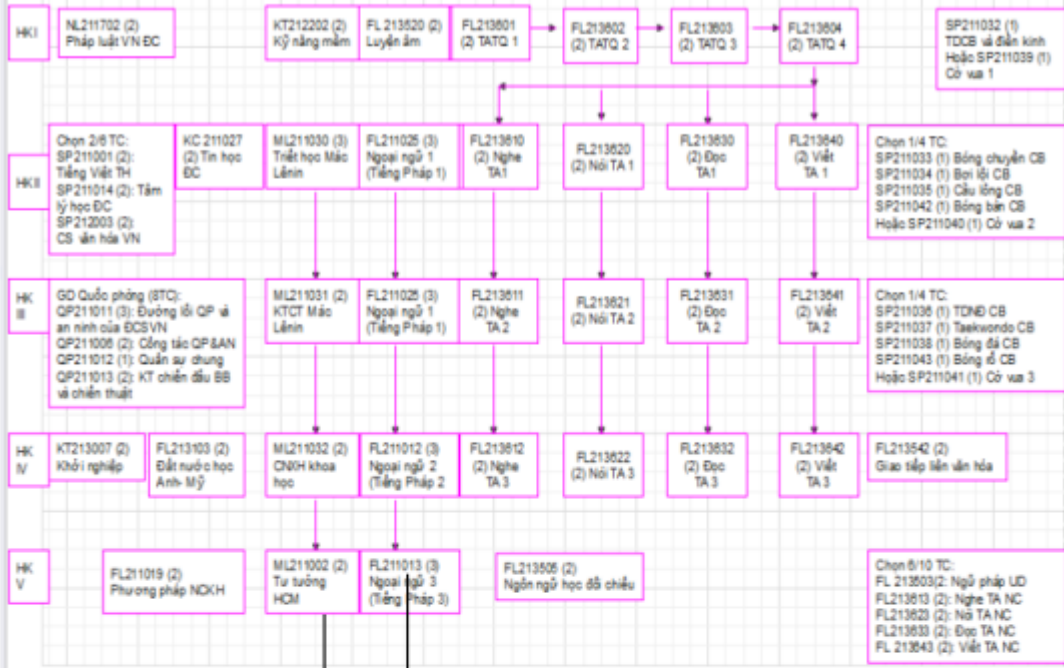 HKI
NL211702 (2)
Pháp luật VN ĐC
KT212202 (2)
Kỹ năng mềm
FL 213520 (2)
Luyện âm
FL213601
(2) TATQ 1
FL213602
(2) TATQ 2
FL213603
(2) TATQ 3
FL213604
(2) TATQ 4
SP211032 (1)
TDCB và điền kinh
Hoặc SP211039 (1)
Cờ vua 1
HKII
Chọn 2/6 TC:
SP211001 (2):
Tiếng Việt TH
SP211014 (2): Tâm
lý học ĐC
SP212003 (2):
CS văn hóa VN
KC 211027
(2) Tin học
ĐC
ML211030 (3)
Triết học Mác
Lênin
FL211025 (3)
Ngoại ngữ 1
(Tiếng Pháp 1)
FL213610
(2) Nghe
TA1
FL213620
(2) Nói TA 1
FL213630
(2) Đọc
TA 1
FL213640
(2) Viết
TA 1
Chọn 1/4 TC:
SP211033 (1) Bóng chuyền CB
SP211034 (1) Bơi lội CB
SP211035 (1) Cầu lông CB
SP211042 (1) Bóng bàn CB
Hoặc SP211040 (1) Cờ vua 2
HK
III
GD Quốc phòng (8TC):
QP211011 (3): Đường lối QP và
an ninh của ĐCSVN
QP211006 (2): Công tác QP&AN
QP211012 (1): Quân sự chung
QP211013 (2): KT chiến đấu BB
và chiến thuật
ML211031 (2)
KTCT Mác
Lênin
FL211025 (3)
Ngoại ngữ 1
(Tiếng Pháp 1)
FL213611
(2) Nghe
TA 2
FL213621
(2) Nói TA 2
FL213631
(2) Đọc
TA 2
FL213641
(2) Viết
TA 2
Chọn 1/4 TC:
SP211036 (1) TDNĐ CB
SP211037 (1) Taekwondo CB
SP211038 (1) Bóng đá CB
SP211043 (1) Bóng rổ CB
Hoặc SP211041 (1) Cờ vua 3
HK
IV
KT213007 (2)
Khởi nghiệp
FL213103 (2)
Đất nước học
Anh- Mỹ
ML211032 (2)
CNXH khoa
học
FL211012 (3)
Ngoại ngữ 2
(Tiếng Pháp 2
FL213612
(2) Nghe
TA 3
FL213622
(2) Nói TA 3
FL213632
(2) Đọc
TA 3
FL213642
(2) Viết
TA 3
FL213542 (2)
Giao tiếp liên văn hóa
HK
V
FL211019 (2)
Phương pháp NCKH
ML211002 (2)
Tư tưởng
HCM
FL211013 (3)
Ngoại ngữ 3
(Tiếng Pháp 3)
FL213505 (2)
Ngôn ngữ học đối chiếu
Chọn 6/10 TC:
FL 213503(2: Ngữ pháp UD
FL213613 (2): Nghe TA NC
FL213623 (2): Nói TA NC
FL213633 (2): Đọc TA NC
FL 213643 (2): Viết TA NC